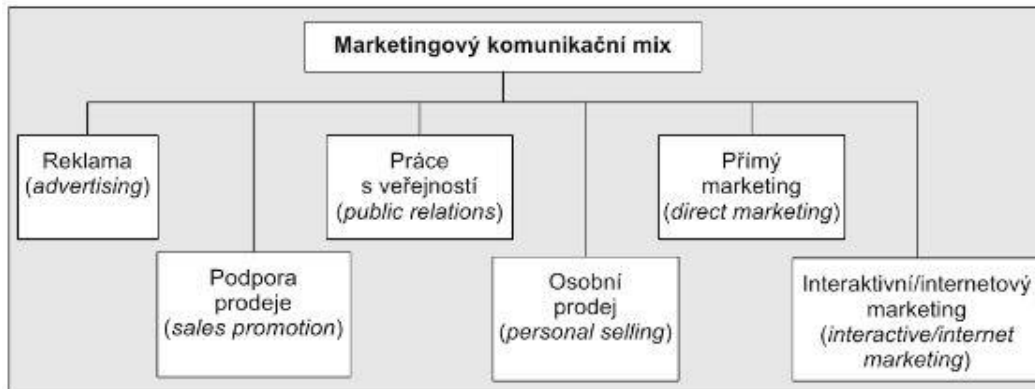 Marketingový komunikační mix
Reklama
(advertising)
Práce
s veřejností
(public relations)
Přímý
marketing
(direct marketing)
Podpora
prodeje
(sales promotion)
Osobní
prodej
(personal selling)
Interaktivní/internetový
marketing
(interactive/internet
marketing)